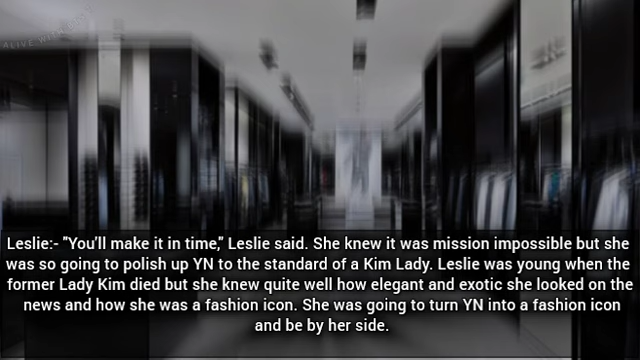 ALIVE
Leslie:- "You'll make it in time," Leslie said. She knew it was mission impossible but she
was so going to polish up YN to the standard of a Kim Lady. Leslie was young when the
former Lady Kim died but she knew quite well how elegant and exotic she looked on the
news and how she was a fashion icon. She was going to turn YN into a fashion icon
and be by her side.